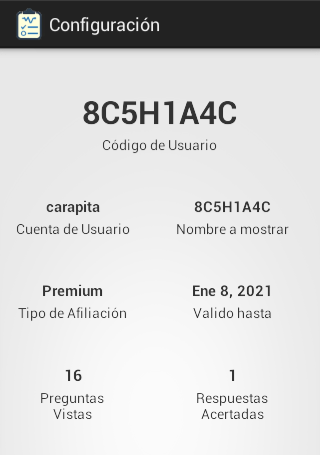 Configuración
8C5H1A4C
Código de Usuario
carapita
8C5H1A4C
Cuenta de Usuario
Nombre a mostrar
Premium
Ene 8, 2021
Tipo de Afiliación
Valido hasta
16
1
Preguntas
Vistas
Respuestas
Acertadas